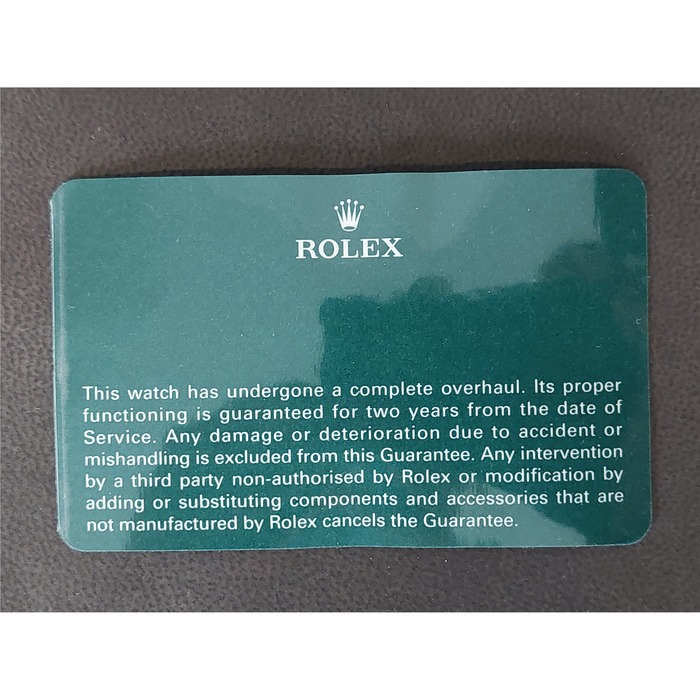 ROLEX
This watch has undergone a complete overhaul. Its proper
functioning is guaranteed for two years from the date of
Service. Any damage or deterioration due to accident or
mishandling is excluded from this Guarantee. Any intervention
by a third party non-authorised by Rolex or modification by
adding or substituting components and accessories that are
not manufactured by Rolex cancels the Guarantee.